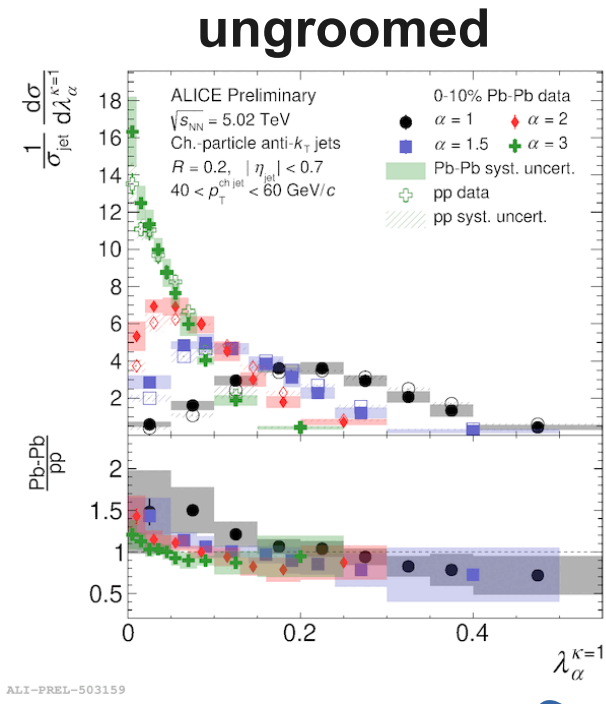 ungroomed
1/σ_jet dσ/dλ_α^κ=1
ALICE Preliminary
√s_NN = 5.02 TeV
Ch.-particle anti-k_T jets
R = 0.2, | η_jet | < 0.7
40 < p_T^ch jet < 60 GeV/c
0-10% Pb-Pb data
α = 1 α = 2
α = 1.5 α = 3
Pb-Pb syst. uncert.
pp data
pp syst. uncert.
18
16
14
12
10
8
6
4
2
Pb-Pb/pp
2
1.5
1
0.5
0 0.2 0.4
λ_α^κ=1
ALI-PREL-503159